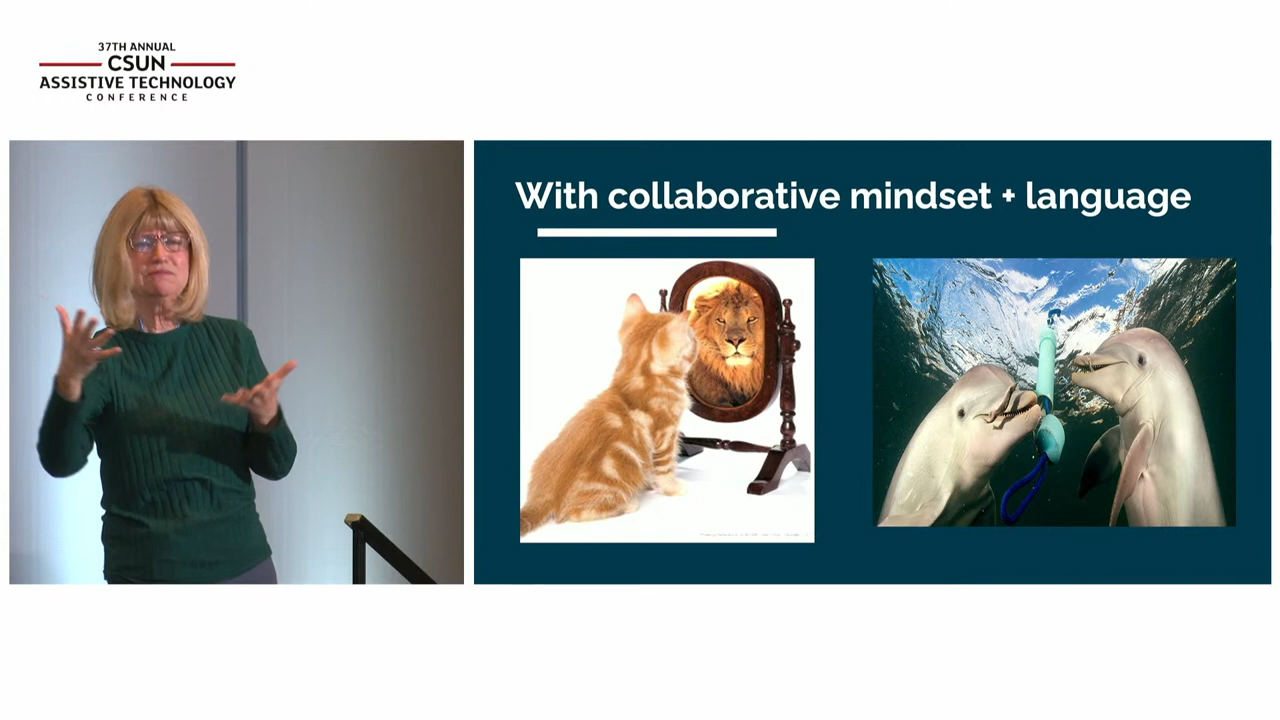 37TH ANNUAL
CSUN
ASSISTIVE TECHNOLOGY
CONFERENCE
With collaborative mindset + language